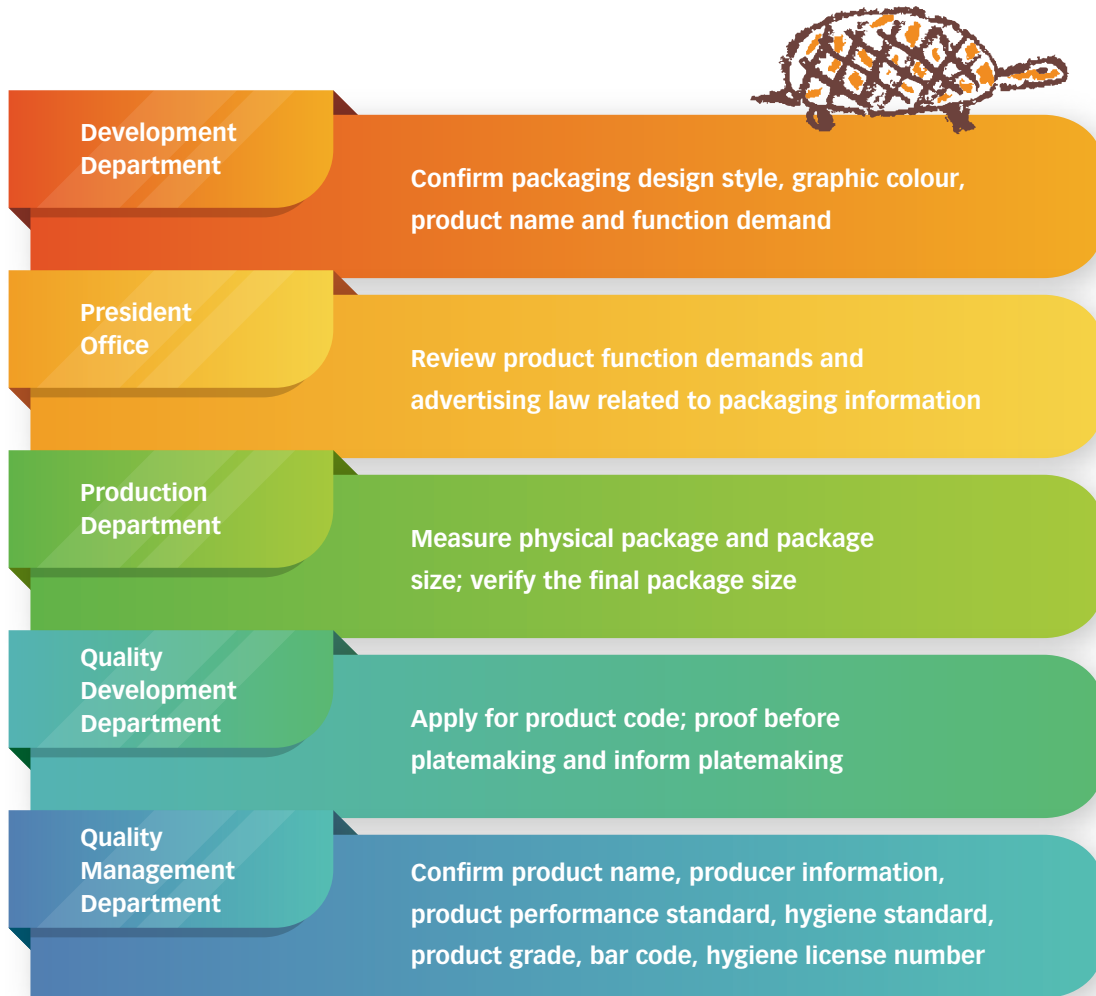 Development
Department
Confirm packaging design style, graphic colour,
product name and function demand
President
Office
Review product function demands and
advertising law related to packaging information
Production
Department
Measure physical package and package
size; verify the final package size
Quality
Development
Department
Apply for product code; proof before
platemaking and inform platemaking
Quality
Management
Department
Confirm product name, producer information,
product performance standard, hygiene standard,
product grade, bar code, hygiene license number